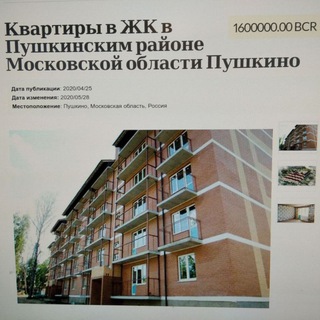 Квартиры в ЖК в
Пушкинским районе
Московской области Пушкино
1600000.00 BCR
Дата публикации: 2020/04/25
Дата изменения: 2020/05/28
Местоположение: Пушкино, Московская область, Россия